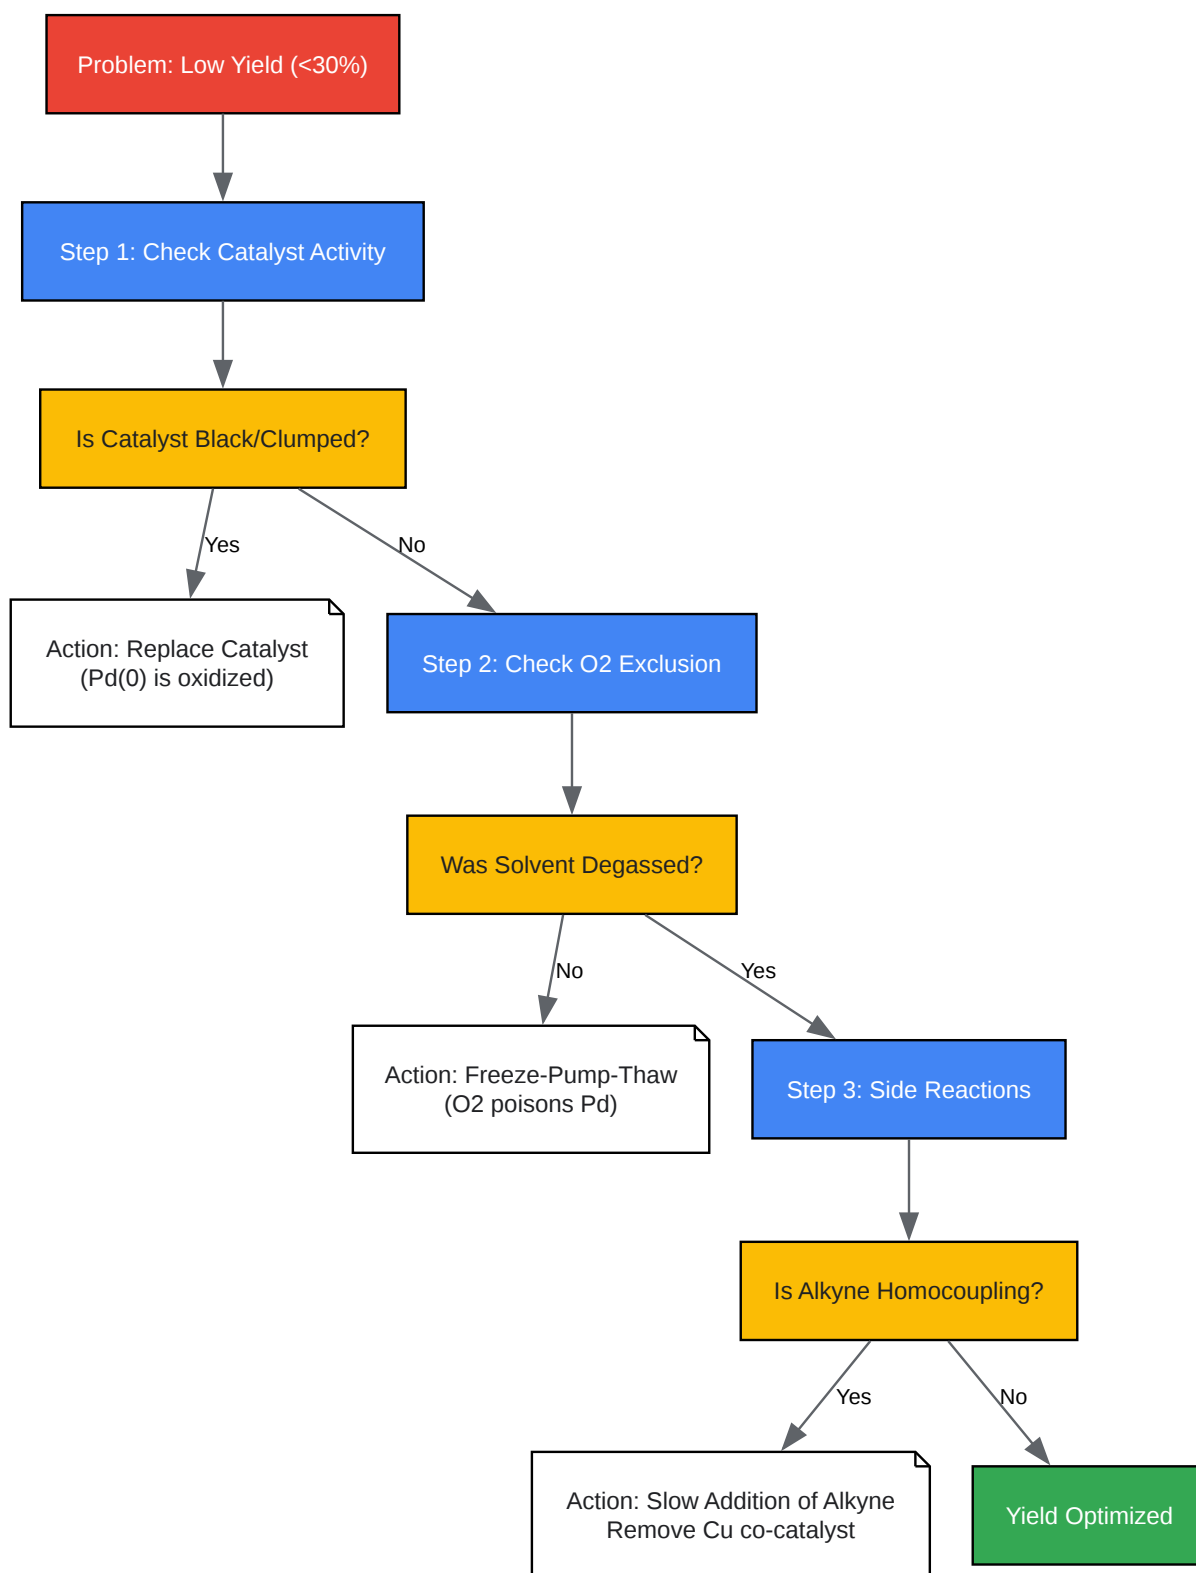 Problem: Low Yield (<30%)
Step 1: Check Catalyst Activity
Is Catalyst Black/Clumped?
Yes
No
Action: Replace Catalyst
(Pd(0) is oxidized)
Step 2: Check O2 Exclusion
Was Solvent Degassed?
No
Yes
Action: Freeze-Pump-Thaw
(O2 poisons Pd)
Step 3: Side Reactions
Is Alkyne Homocoupling?
Yes
No
Action: Slow Addition of Alkyne
Remove Cu co-catalyst
Yield Optimized